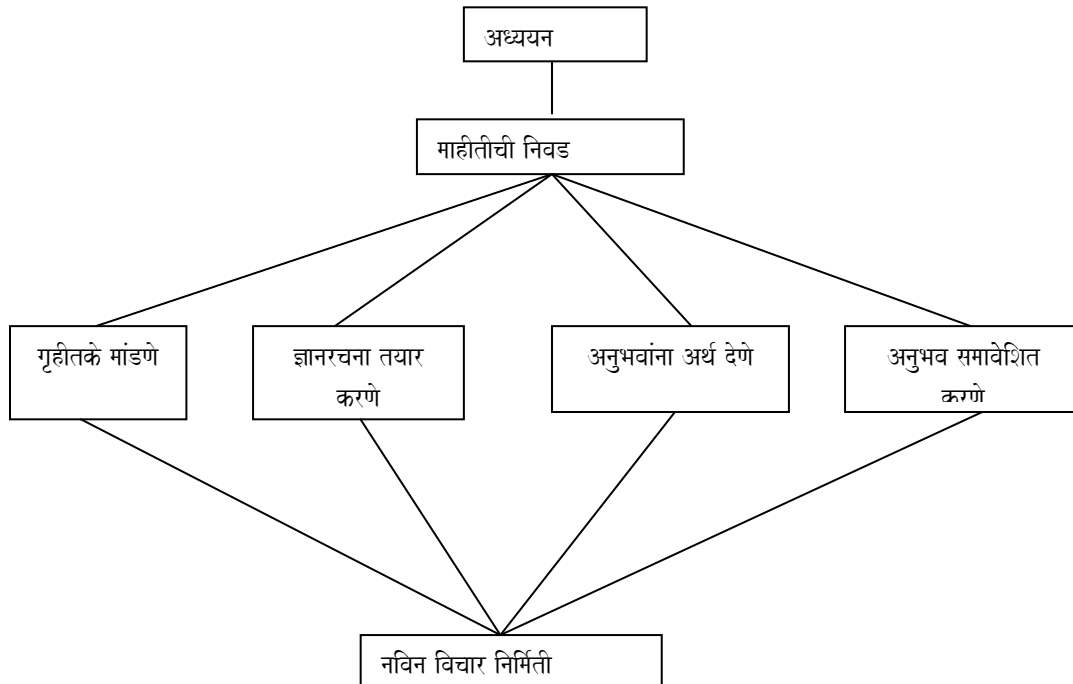 अध्ययन
माहीतीची निवड
गृहीतके मांडणे
ज्ञानरचना तयार
करणे
अनुभवांना अर्थ देणे
अनुभव समावेशित
करणे
नविन विचार निर्मिती